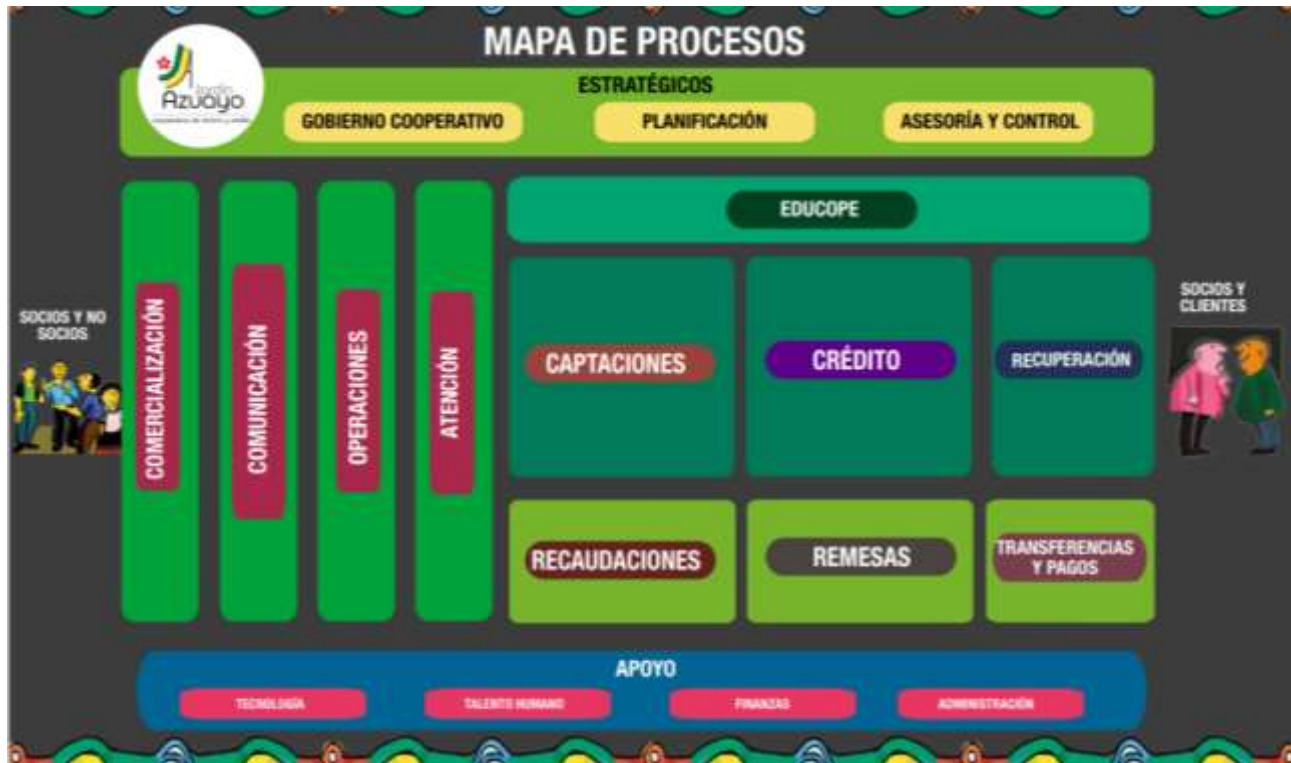 MAPA DE PROCESOS
Jardín
Azuayo
ESTRATÉGICOS
GOBIERNO COOPERATIVO
PLANIFICACIÓN
ASESORÍA Y CONTROL
SOCIOS Y NO
SOCIOS
COMERCIALIZACIÓN
COMUNICACIÓN
OPERACIONES
ATENCIÓN
EDUCOPE
CAPTACIONES
CRÉDITO
RECUPERACIÓN
RECAUDACIONES
REMESAS
TRANSFERENCIAS
Y PAGOS
SOCIOS Y
CLIENTES
APOYO
TECNOLOGÍA
TALENTO HUMANO
FINANZAS
ADMINISTRACIÓN